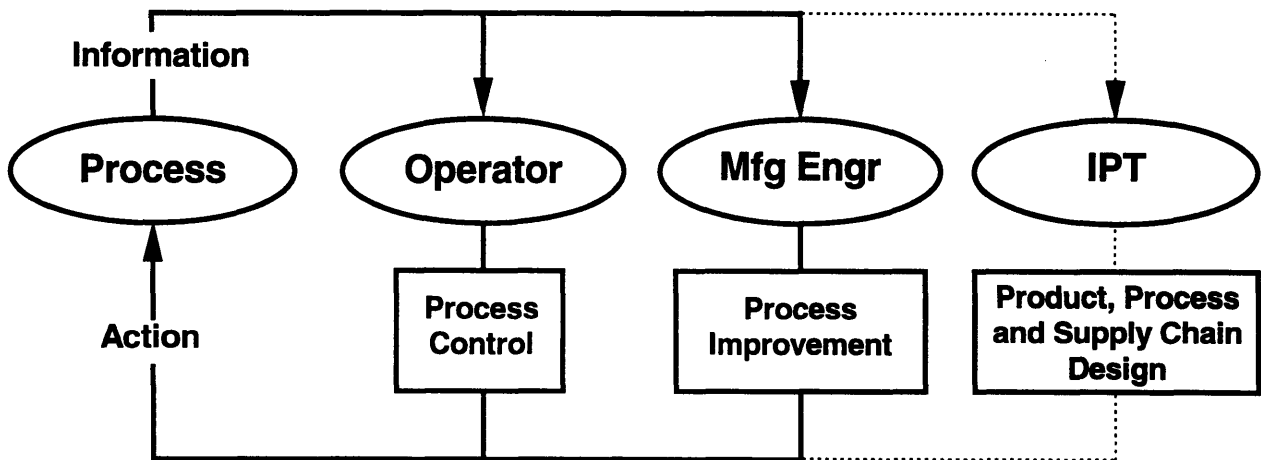 Information
Process
Operator
Mfg Engr
IPT
Action
Process
Control
Process
Improvement
Product, Process
and Supply Chain
Design